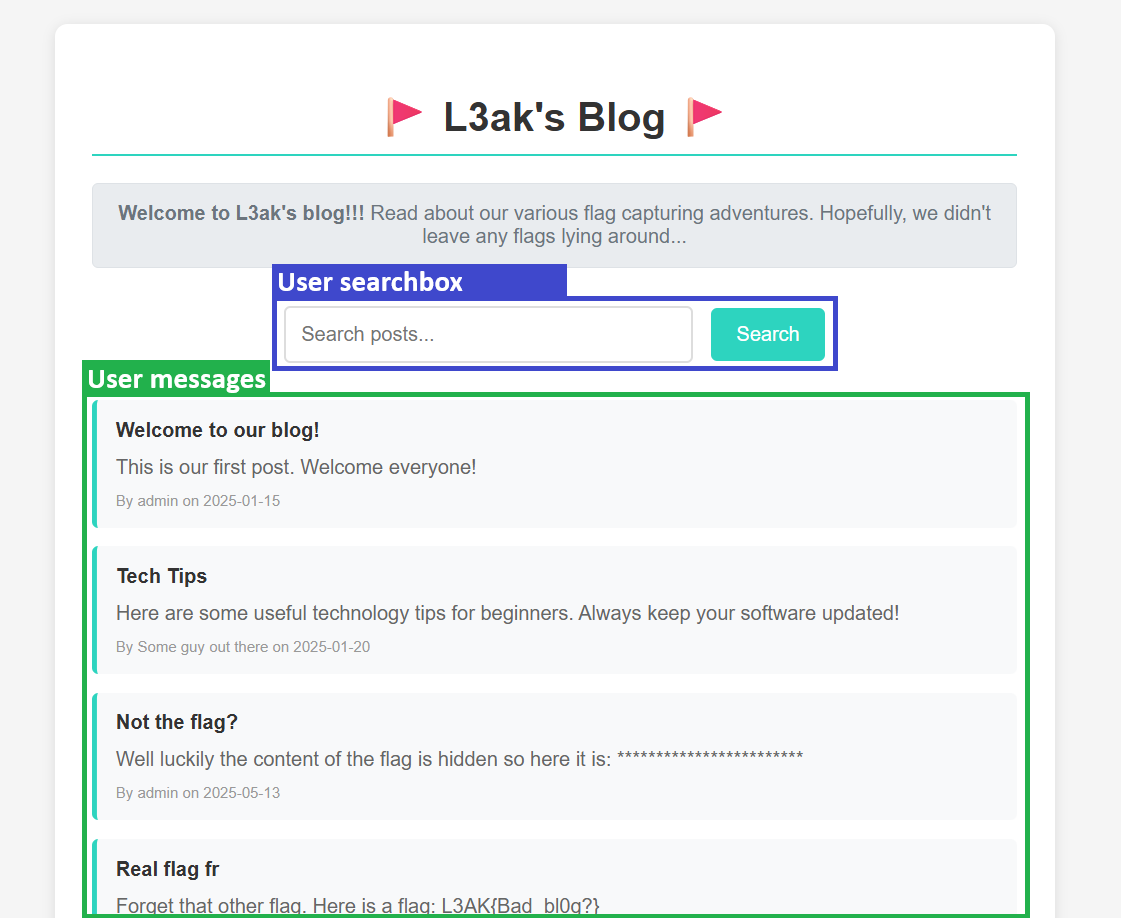 L3ak's Blog
Welcome to L3ak's blog!!! Read about our various flag capturing adventures. Hopefully, we didn't
leave any flags lying around...
User searchbox
Search posts...
Search
User messages
Welcome to our blog!
This is our first post. Welcome everyone!
By admin on 2025-01-15
Tech Tips
Here are some useful technology tips for beginners. Always keep your software updated!
By Some guy out there on 2025-01-20
Not the flag?
Well luckily the content of the flag is hidden so here it is: ************************
By admin on 2025-05-13
Real flag fr
Forget that other flag. Here is a flag: L3AK{Bad_bl0g?}